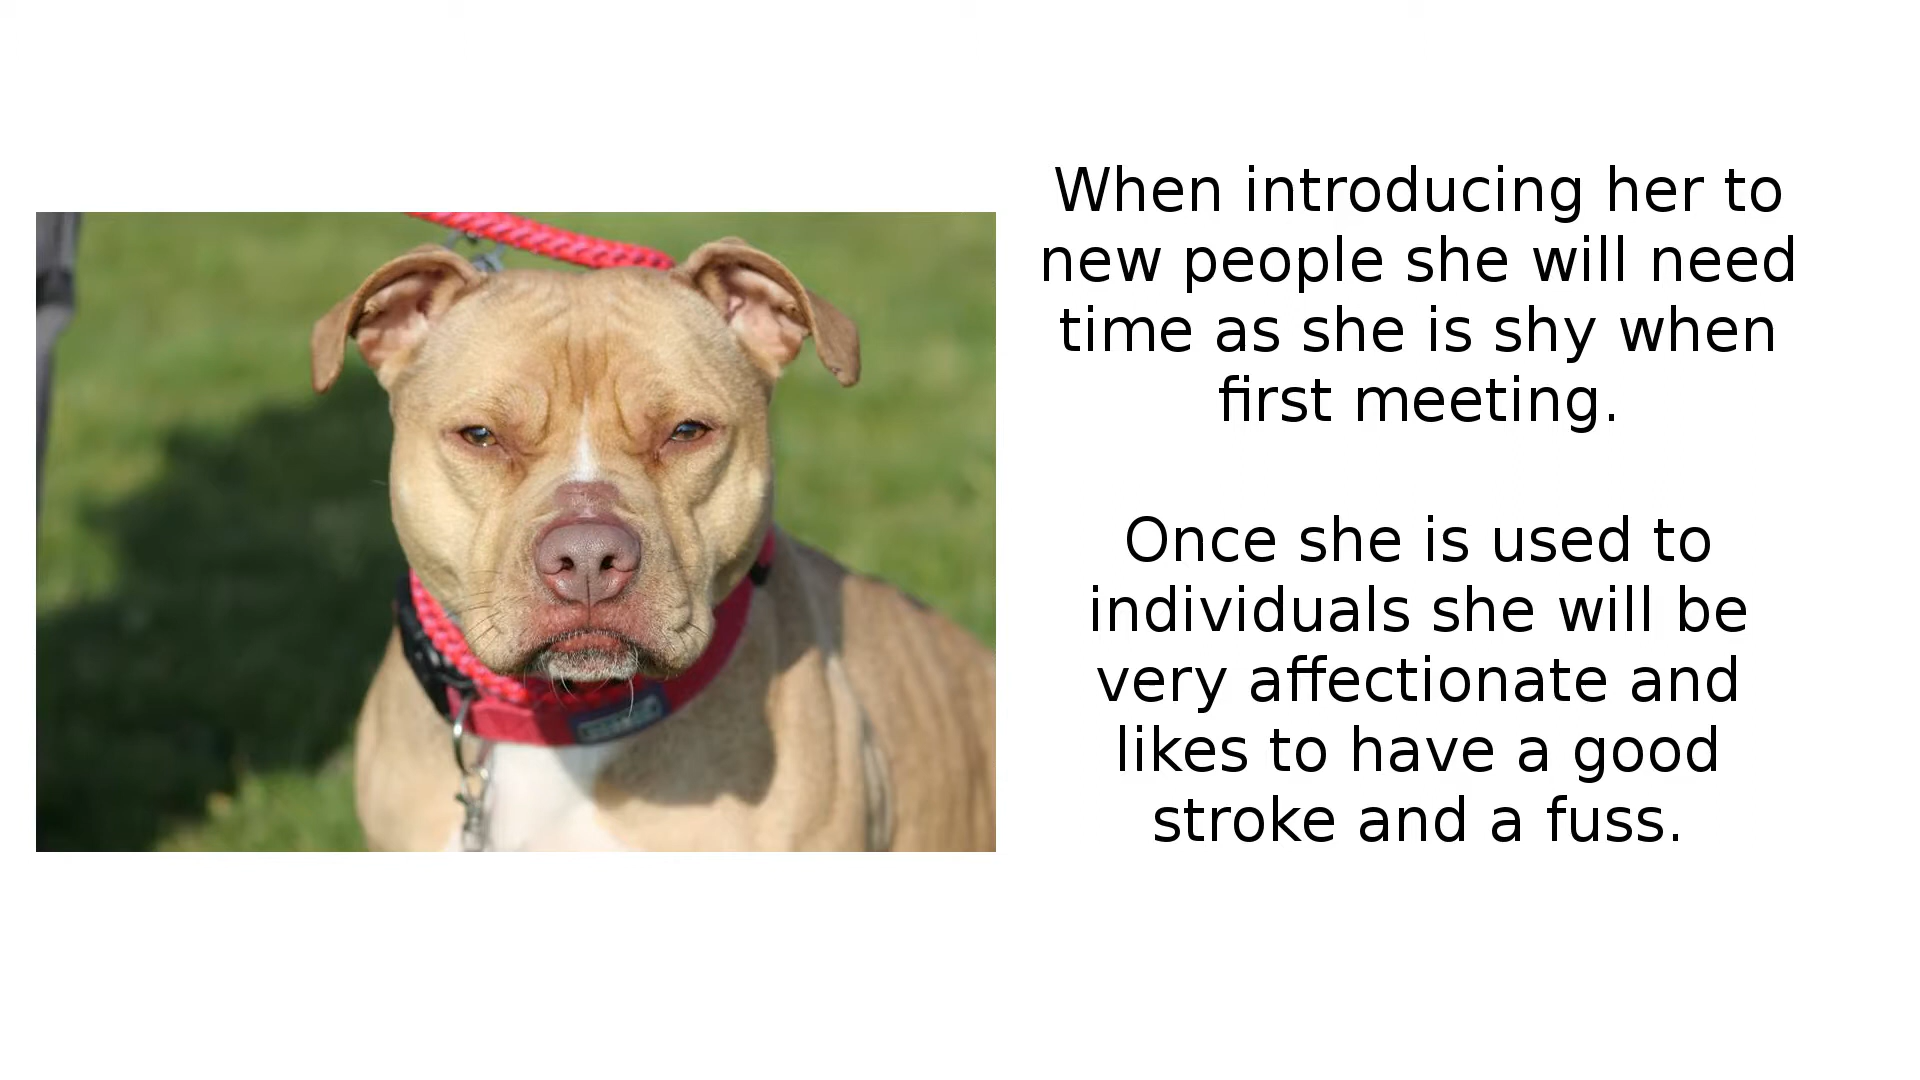 When introducing her to
new people she will need
time as she is shy when
first meeting.
Once she is used to
individuals she will be
very affectionate and
likes to have a good
stroke and a fuss.